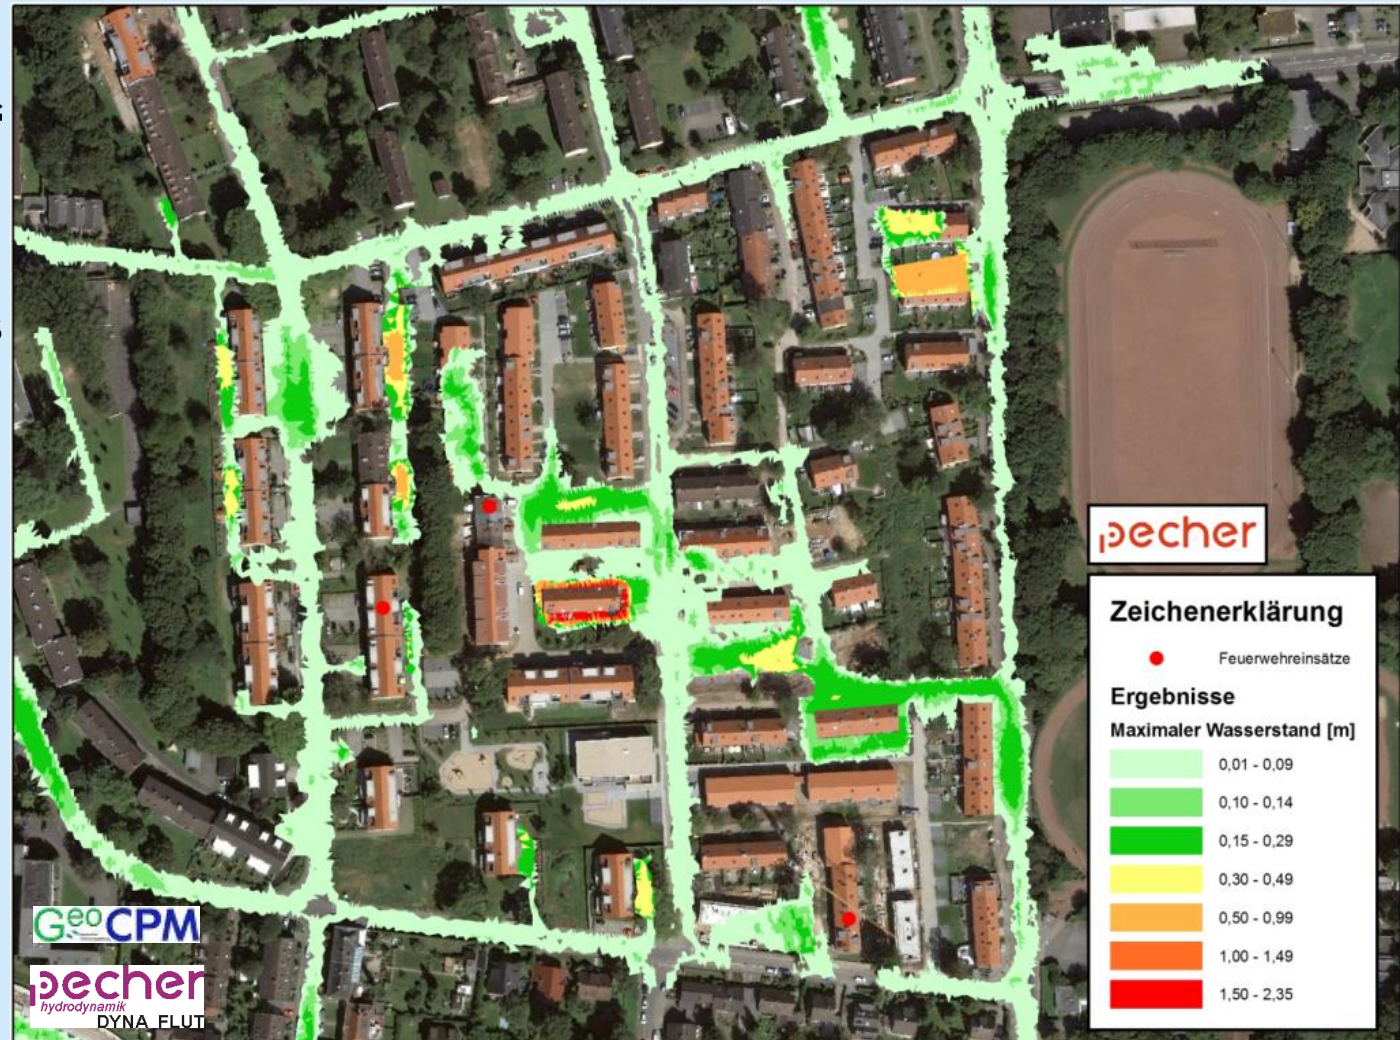 pecher
Zeichenerklärung
Feuerwehreinsätze
Ergebnisse
Maximaler Wasserstand [m]
0,01 - 0,09
0,10 - 0,14
0,15 - 0,29
0,30 - 0,49
0,50 - 0,99
1,00 - 1,49
1,50 - 2,35
GeoCPM
pecher
hydrodynamik
DYNA FLUT